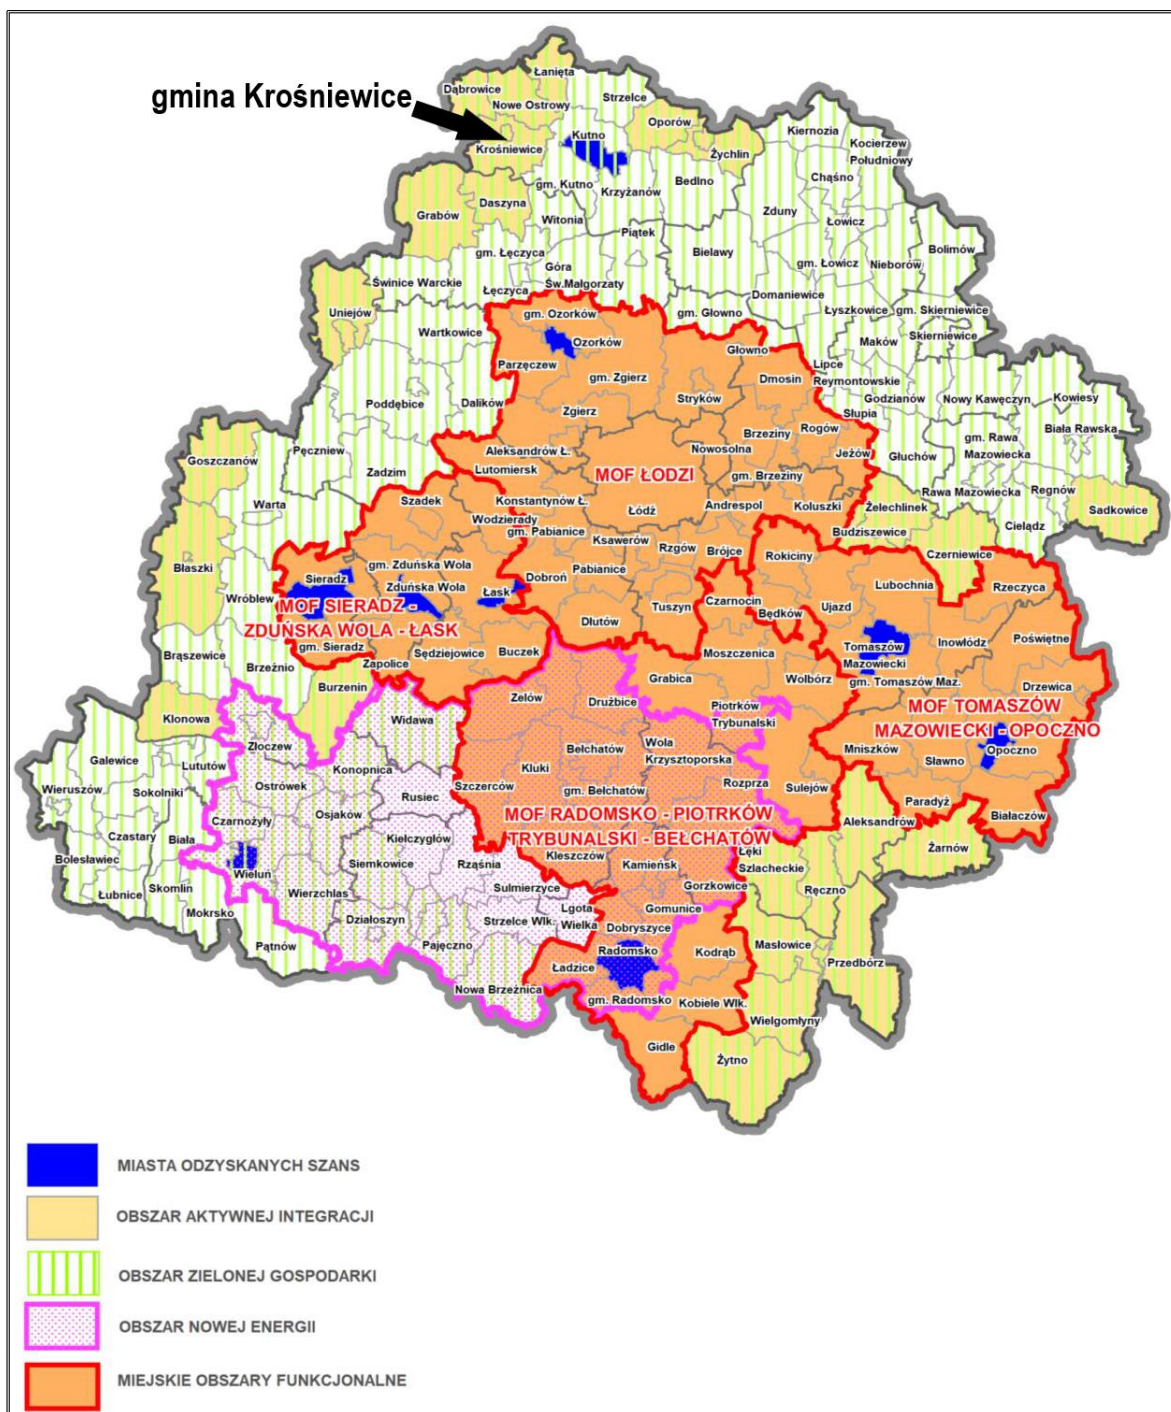 gmina Krośniewice
Łanięta
Dąbrowice
Strzelce
Nowe Ostrowy
Oporów
Kutno
Kiernozia
Kocierzew
Południowy
Krośniewice
Żychlin
Chąśno
gm. Kutno
Bedlno
Krzyżanów
Daszyna
Grabów
Zduny
Witonia
Łowicz
Piątek
Bolimów
Bielawy
gm. Łęczyca
gm. Łowicz
Nieborów
Góra
Św.Małgorzaty
Świnice Warckie
Łęczyca
Domaniewice
Uniejów
gm. Ozorków
gm. Głowno
Łyszkowice
gm. Skierniewice
Wartkowice
Ozorków
Skierniewice
Maków
Głowno
Parzęczew
Lipce
Reymontowskie
gm. Zgierz
Dmosin
Stryków
Godzianów
Nowy Kawęczyn
Kowiesy
Poddębice
Dalików
Zgierz
Słupia
Brzeziny
Rogów
Biała Rawska
gm. Rawa
Mazowiecka
Pęczniew
Aleksandrów Ł.
Nowosolna
Jeżów
Głuchów
Goszczanów
Zadzim
Lutomiersk
MOF ŁODZI
gm. Brzeziny
Rawa Mazowiecka
Regnów
Szadek
Konstantynów Ł.
Warta
Łódź
Andrespol
Koluszki
Żelechlinek
Sadkowice
Wodzierady
gm. Pabianice
Budziszewice
Cielądz
Ksawerów
Rzgów
Brójce
Rokiciny
Czerniewice
Błaszki
gm. Zduńska Wola
Sieradz
Zduńska Wola
Łask
Dobroń
Pabianice
Lubochnia
Rzeczyca
Wróblew
MOF SIERADZ -
ZDUŃSKA WOLA - ŁASK
Tuszyn
Czarnocin
Będków
Ujazd
Dłutów
gm. Sieradz
Sędziejowice
Buczek
Moszczenica
Tomaszów
Mazowiecki
Inowłódz
Poświętne
Brąszewice
Brzeźnio
Zapolice
Wolbórz
gm. Tomaszów Maz.
Grabica
Burzenin
Zelów
Drużbice
Drzewica
Piotrków
Trybunalski
MOF TOMASZÓW
MAZOWIECKI - OPOCZNO
Klonowa
Widawa
Złoczew
Bełchatów
Wola
Krzysztoporska
Mniszków
Opoczno
Galewice
Lututów
Konopnica
Kluki
Sławno
Wieruszów
Sokolniki
Ostrówek
Rusiec
Szczerców
gm. Bełchatów
Rozprza
Sulejów
Osjaków
Paradyż
Białaczów
Czarnożyły
MOF RADOMSKO - PIOTRKÓW
TRYBUNALSKI - BEŁCHATÓW
Aleksandrów
Czastary
Biała
Kiełczygłów
Żarnów
Bolesławiec
Kleszczów
Łęki
Szlacheckie
Siemkowice
Rząśnia
Kamieńsk
Wieluń
Sulmierzyce
Gorzkowice
Ręczno
Łubnice
Skomlin
Wierzchlas
Lgota
Wielka
Gomunice
Mokrsko
Działoszyn
Strzelce Wlk.
Dobryszyce
Pątnów
Pajęczno
Radomsko
Kodrąb
Masłowice
Przedbórz
Ładzice
Nowa Brzeźnica
gm. Radomsko
Kobiele Wlk.
Wielgomłyny
Gidle
Żytno
MIASTA ODZYSKANYCH SZANS
OBSZAR AKTYWNEJ INTEGRACJI
OBSZAR ZIELONEJ GOSPODARKI
OBSZAR NOWEJ ENERGII
MIEJSKIE OBSZARY FUNKCJONALNE